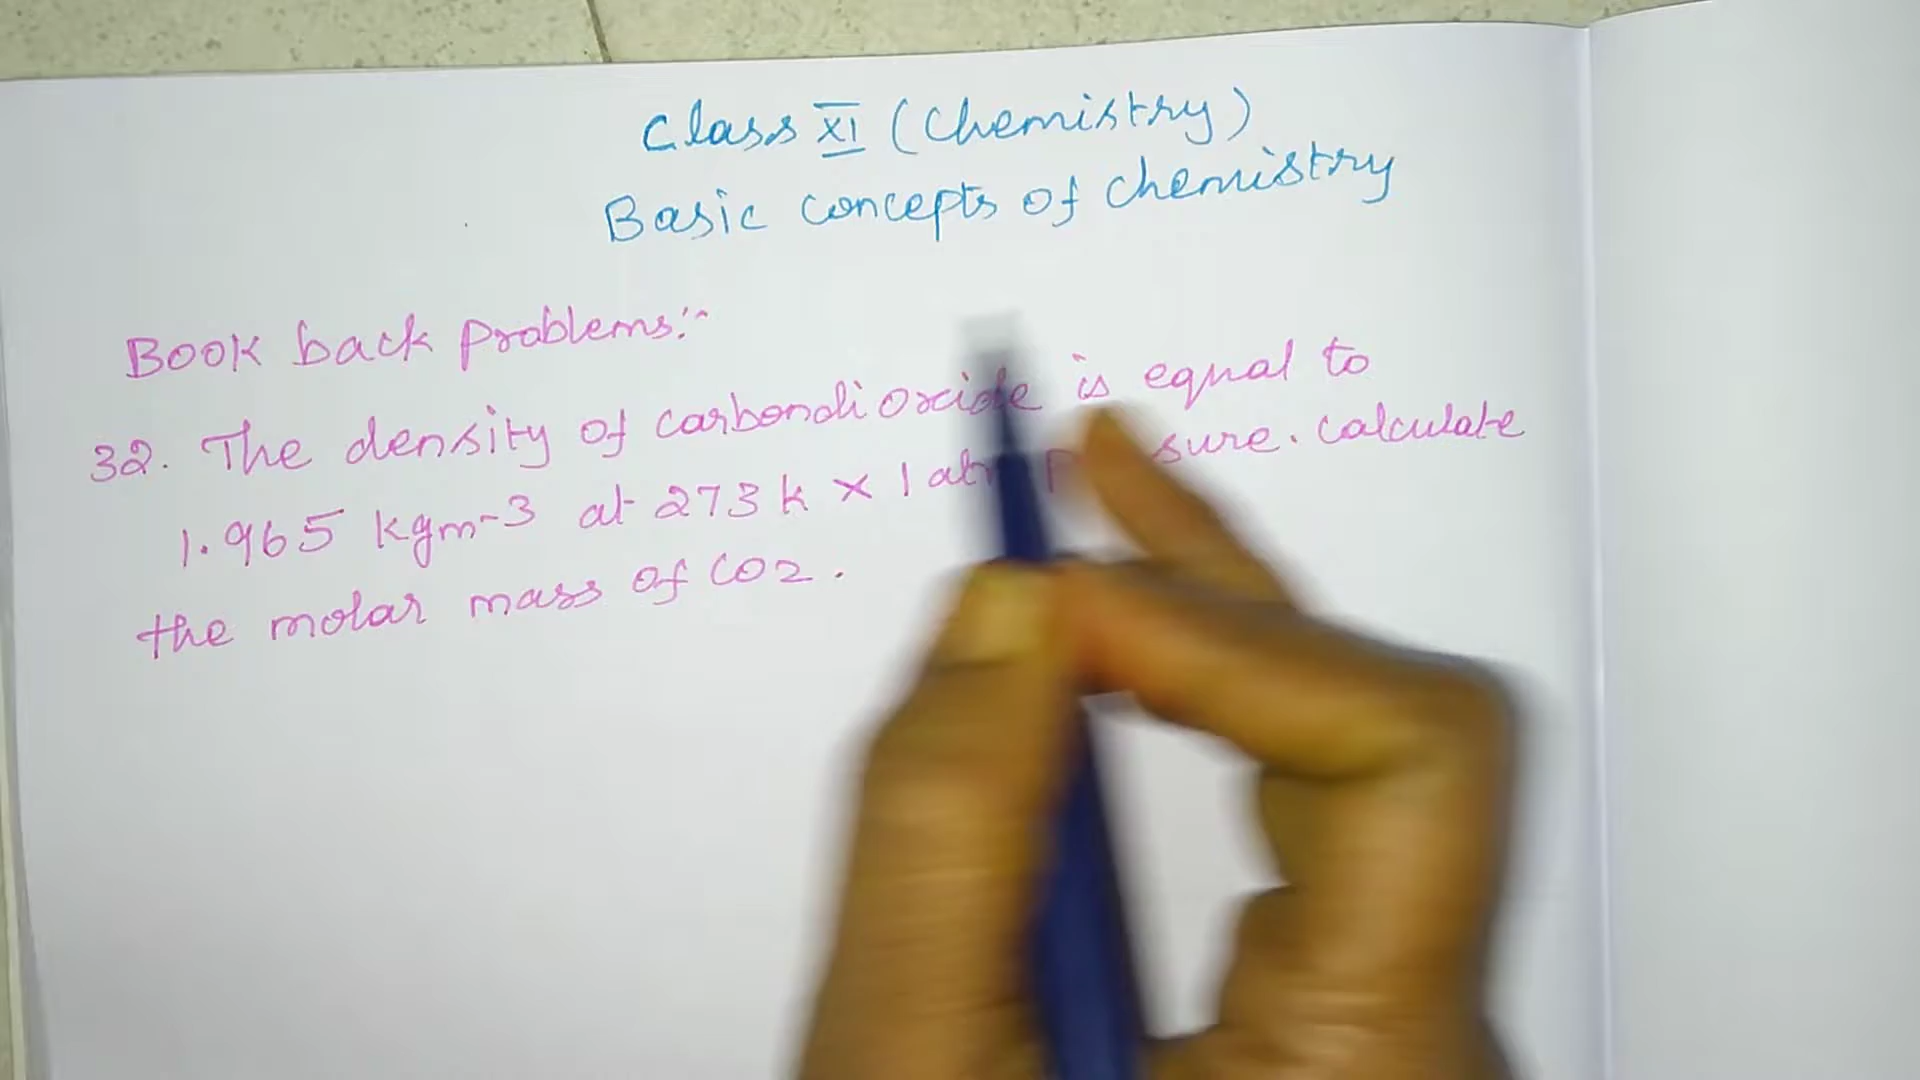 Class XI (Chemistry)
Basic concepts of chemistry
Book back problems:-
32. The density of carbondioxide is equal to
1.965 kgm-3 at 273 k × 1 calculate
the molar mass of CO2.